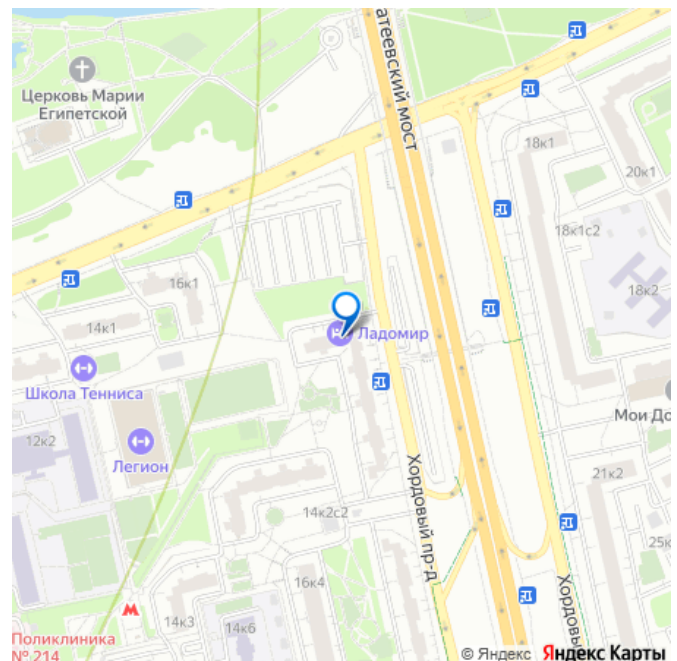 атеевский мост
Церковь Марии
Египетской
18к1
20к1
18к1с2
18к2
16к1
14к1
Ладомир
Школа Тенниса
Мои До
12к2
Легион
Хордовый пр-д
21к2
14к2с2
25к
16к4
Хордовы
14к3
14к6
Поликлиника
№ 214
© Яндекс Яндекс Карты